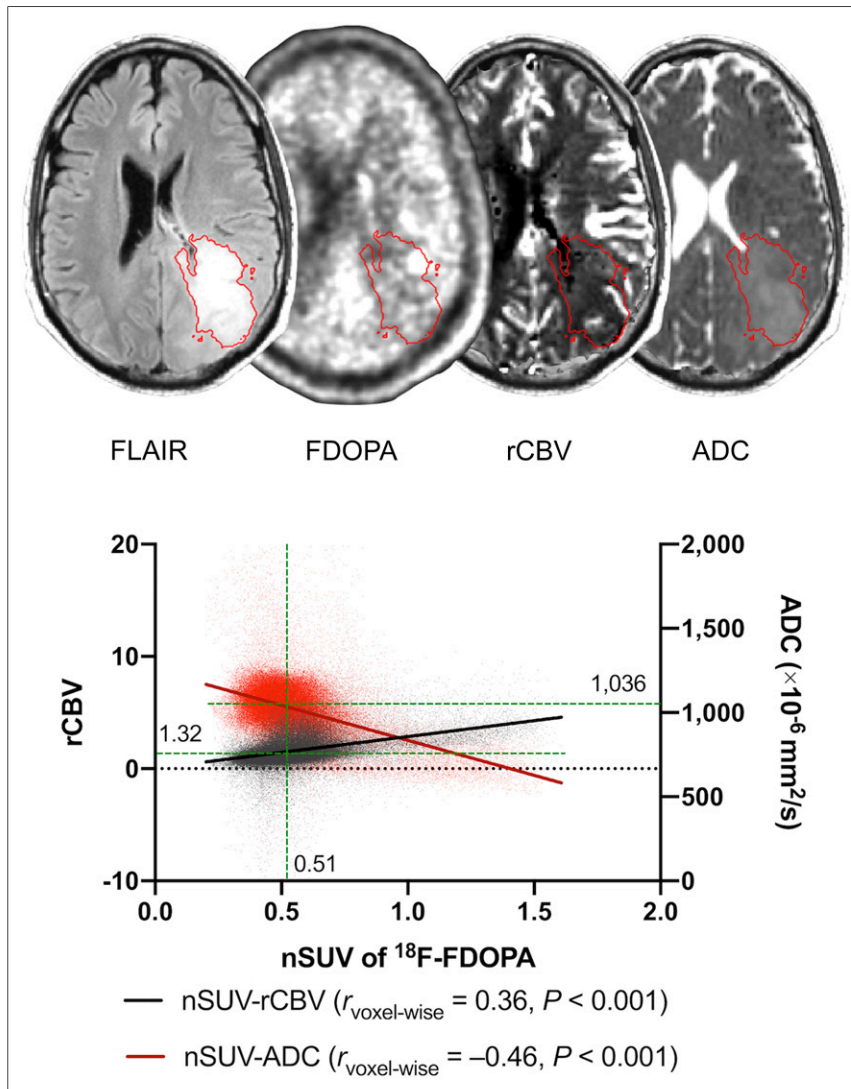 FLAIR FDOPA rCBV ADC
20 2,000
1,500
10 1,036
1,000
1.32
0 500
0.51
-10 0
0.0 0.5 1.0 1.5 2.0
rCBV
ADC (×10⁻⁶ mm²/s)
nSUV of ¹⁸F-FDOPA
nSUV-rCBV (r voxel-wise = 0.36, P < 0.001)
nSUV-ADC (r voxel-wise = –0.46, P < 0.001)